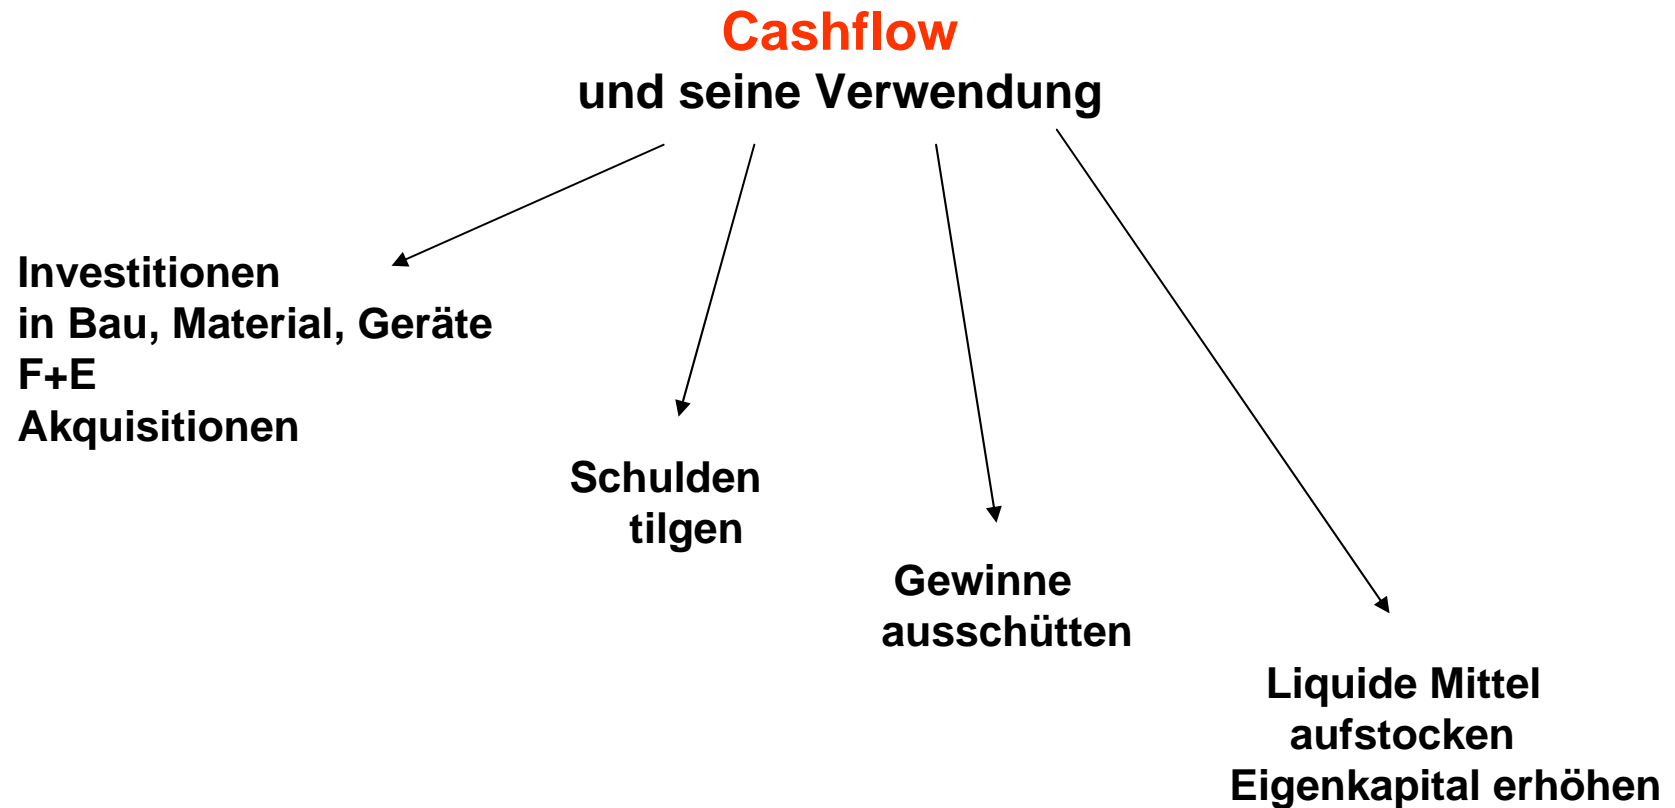 Cashflow
und seine Verwendung
Investitionen
in Bau, Material, Geräte
F+E
Akquisitionen
Schulden
tilgen
Gewinne
ausschütten
Liquide Mittel
aufstocken
Eigenkapital erhöhen